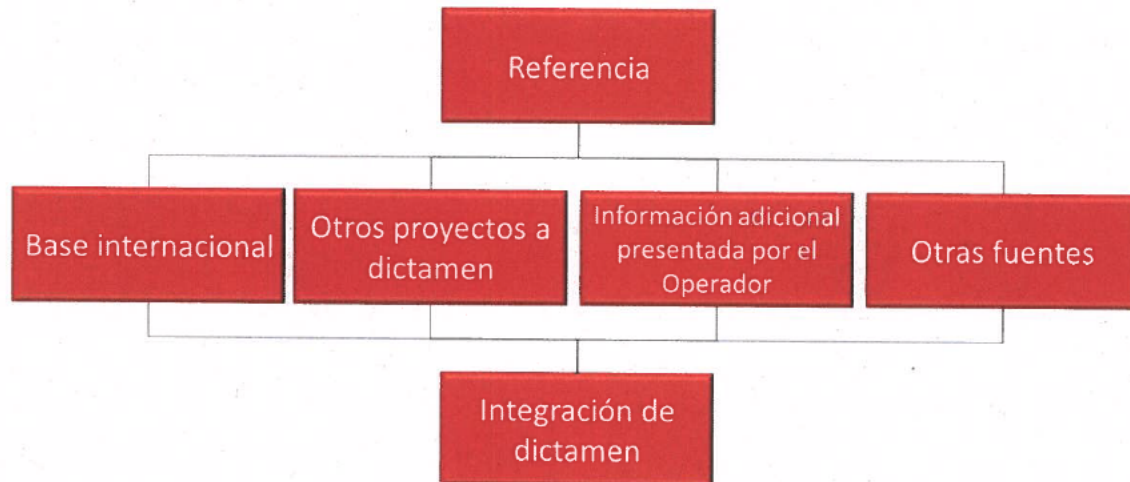 Referencia
Base internacional
Otros proyectos a
dictamen
Información adicional
presentada por el
Operador
Otras fuentes
Integración de
dictamen